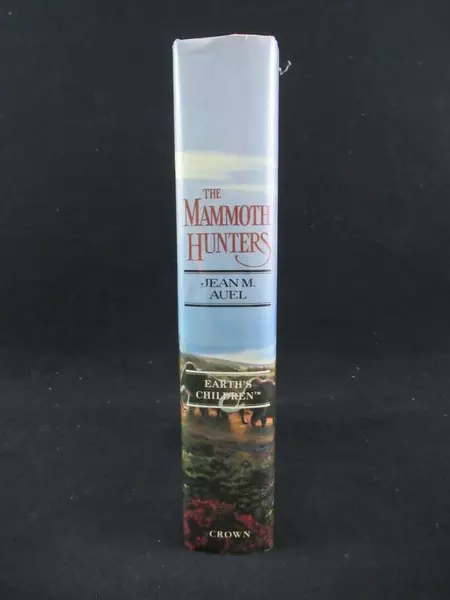 THE
MAMMOTH
HUNTERS
JEAN M.
AUEL
EARTH'S
CHILDREN™
CROWN